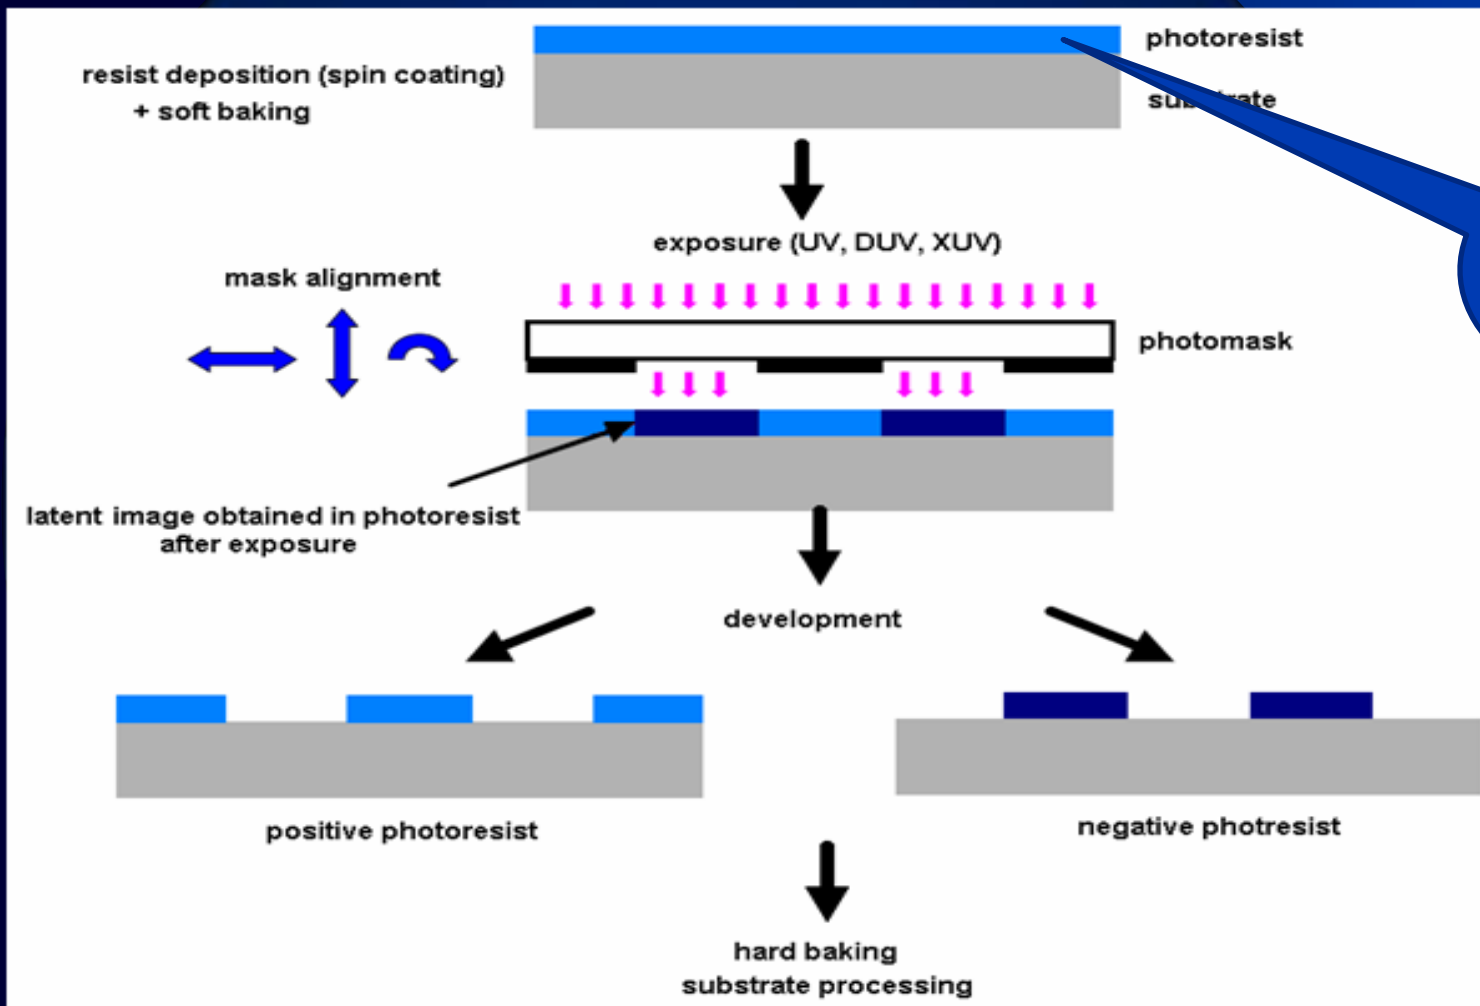 photoresist
resist deposition (spin coating)
+ soft baking
substrate
exposure (UV, DUV, XUV)
mask alignment
photomask
latent image obtained in photoresist
after exposure
development
positive photoresist
negative photresist
hard baking
substrate processing